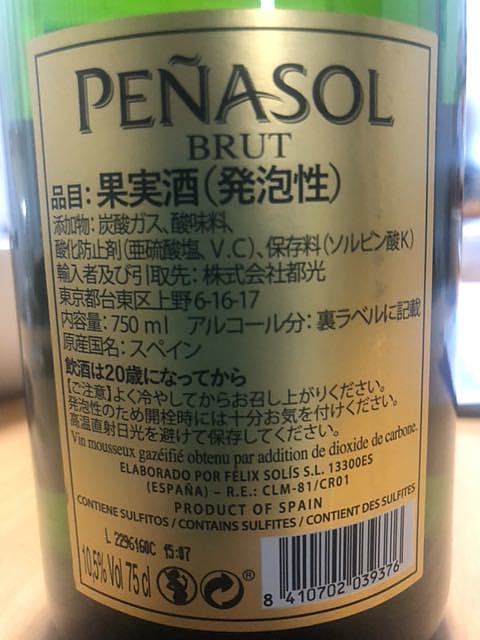 PEÑASOL
BRUT
品目：果実酒（発泡性）
添加物：炭酸ガス、酸味料、
酸化防止剤（亜硫酸塩、V.C）、保存料（ソルビン酸K）
輸入者及び引取先：株式会社都光
東京都台東区上野6-16-17
内容量：750 ml　アルコール分：裏ラベルに記載
原産国名：スペイン
飲酒は20歳になってから
【ご注意】よく冷やしてからお召し上がりください。
発泡性のため開栓時には十分お気を付けください。
高温直射日光を避けて保存してください。
Vin mousseux gazéifié obtenu par addition de dioxide de carbone.
ELABORADO POR FÉLIX SOLÍS S.L. 13300ES
(ESPAÑA) – R.E.: CLM-81/CR01
PRODUCT OF SPAIN
CONTIENE SULFITOS / CONTAINS SULFITES / CONTIENT DES SULFITES
L 2296160C 15:07
10,5% Vol 75 cl
®
8 410702 039376